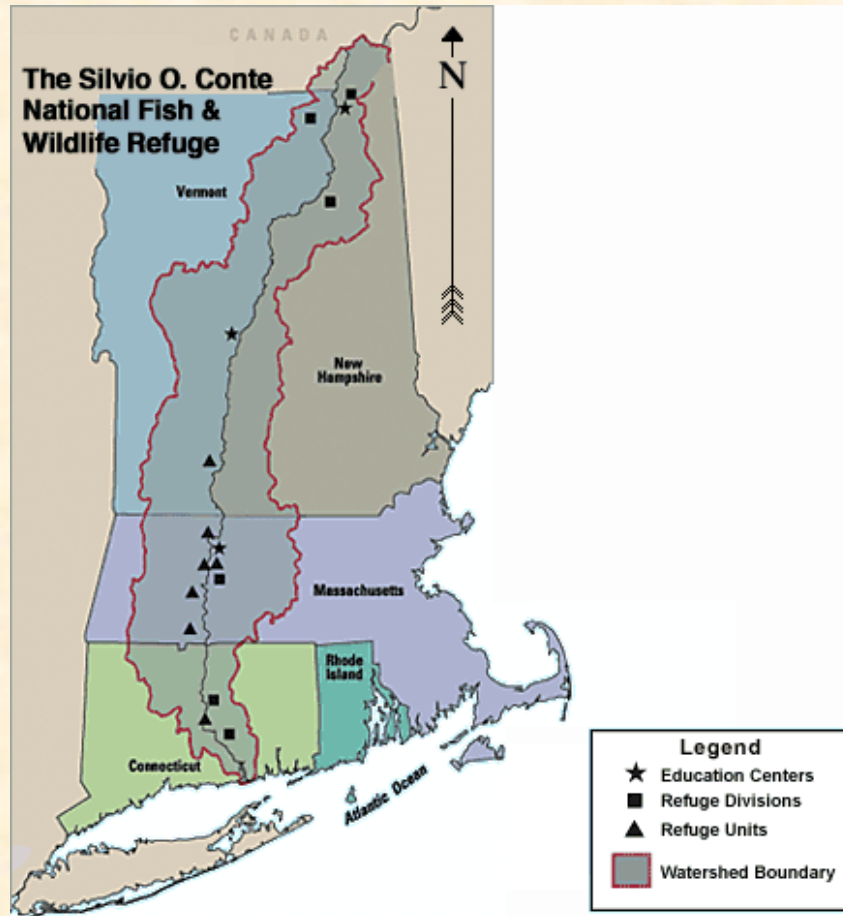 CANADA
The Silvio O. Conte
National Fish &
Wildlife Refuge
N
Vermont
New
Hampshire
Massachusetts
Rhode
Island
Connecticut
Atlantic Ocean
Legend
Education Centers
Refuge Divisions
Refuge Units
Watershed Boundary